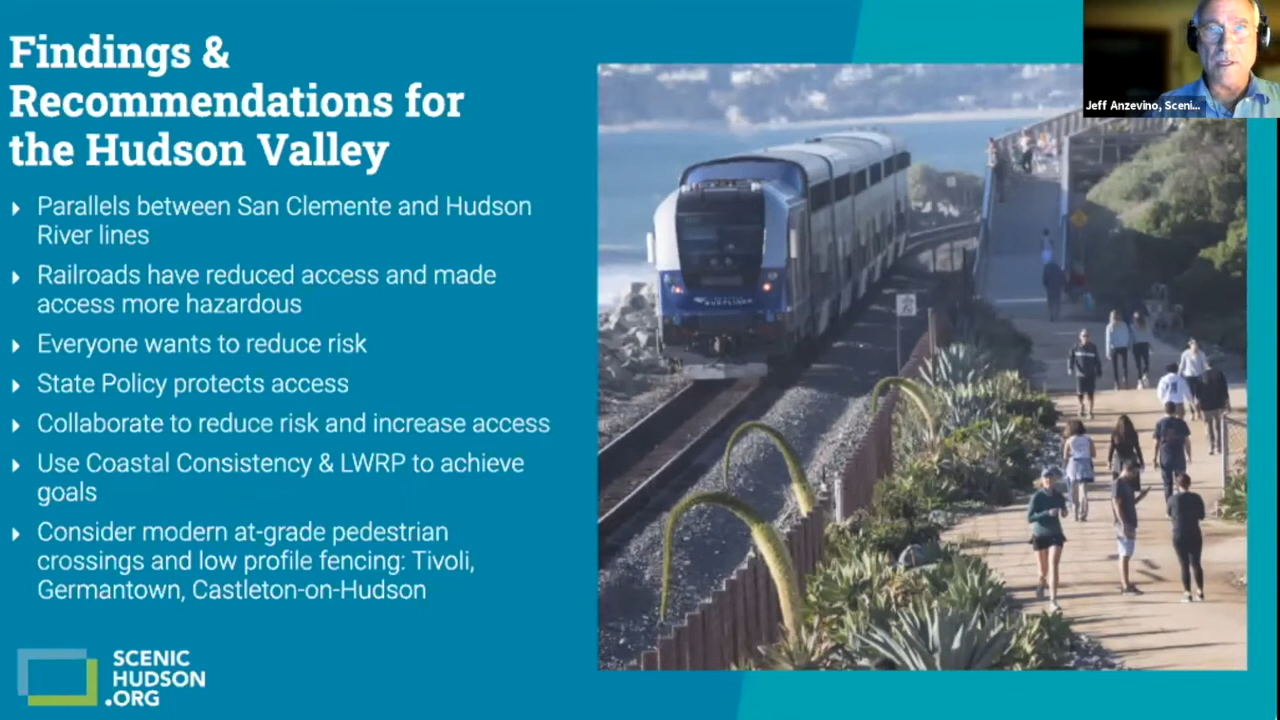 Findings &
Recommendations for
the Hudson Valley
Parallels between San Clemente and Hudson
River lines
Railroads have reduced access and made
access more hazardous
Everyone wants to reduce risk
State Policy protects access
Collaborate to reduce risk and increase access
Use Coastal Consistency & LWRP to achieve
goals
Consider modern at-grade pedestrian
crossings and low profile fencing: Tivoli,
Germantown, Castleton-on-Hudson
SCENIC
HUDSON
.ORG
Jeff Anzevino, Sceni...